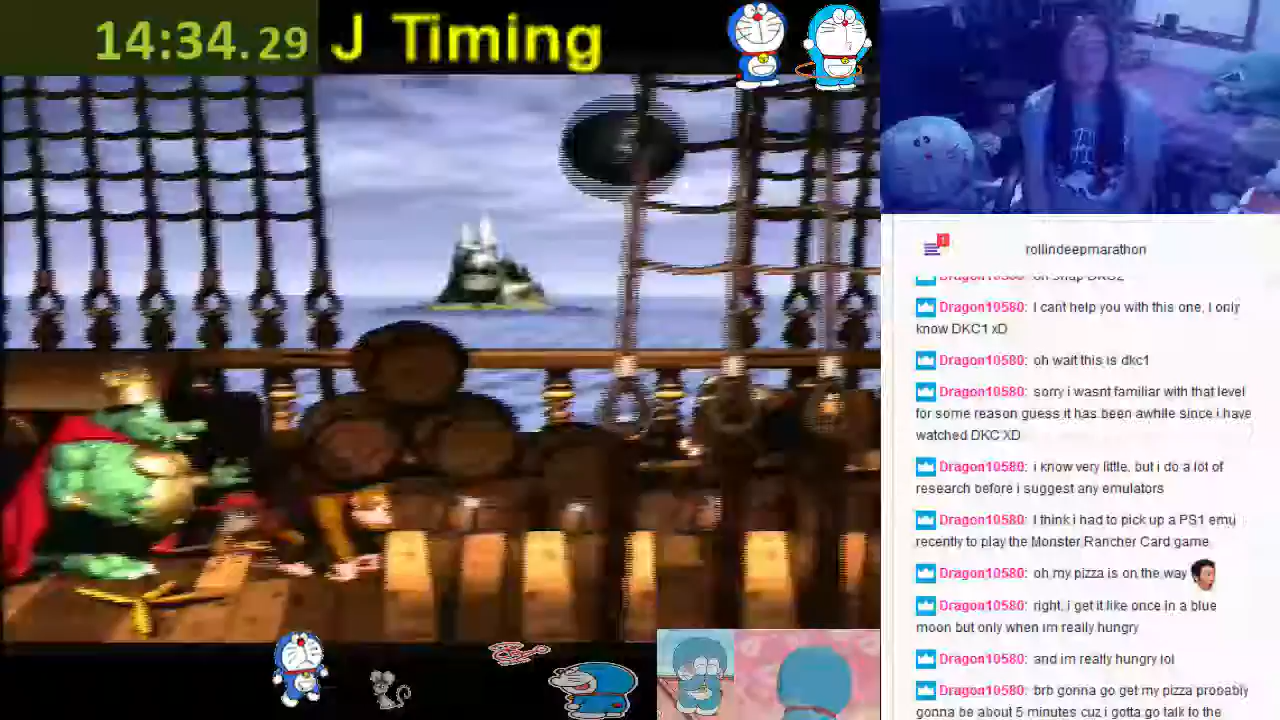 14:34.29 J Timing
rollindeepmarathon
1
Dragon10580: oh snap DKC2
Dragon10580: I cant help you with this one, I only
know DKC1 xD
Dragon10580: oh wait this is dkc1
Dragon10580: sorry i wasnt familiar with that level
for some reason guess it has been awhile since i have
watched DKC XD
Dragon10580: i know very little, but i do a lot of
research before i suggest any emulators
Dragon10580: I think i had to pick up a PS1 emu
recently to play the Monster Rancher Card game
Dragon10580: oh my pizza is on the way
Dragon10580: right, i get it like once in a blue
moon but only when im really hungry
Dragon10580: and im really hungry lol
Dragon10580: brb gonna go get my pizza probably
gonna be about 5 minutes cuz i gotta go talk to the